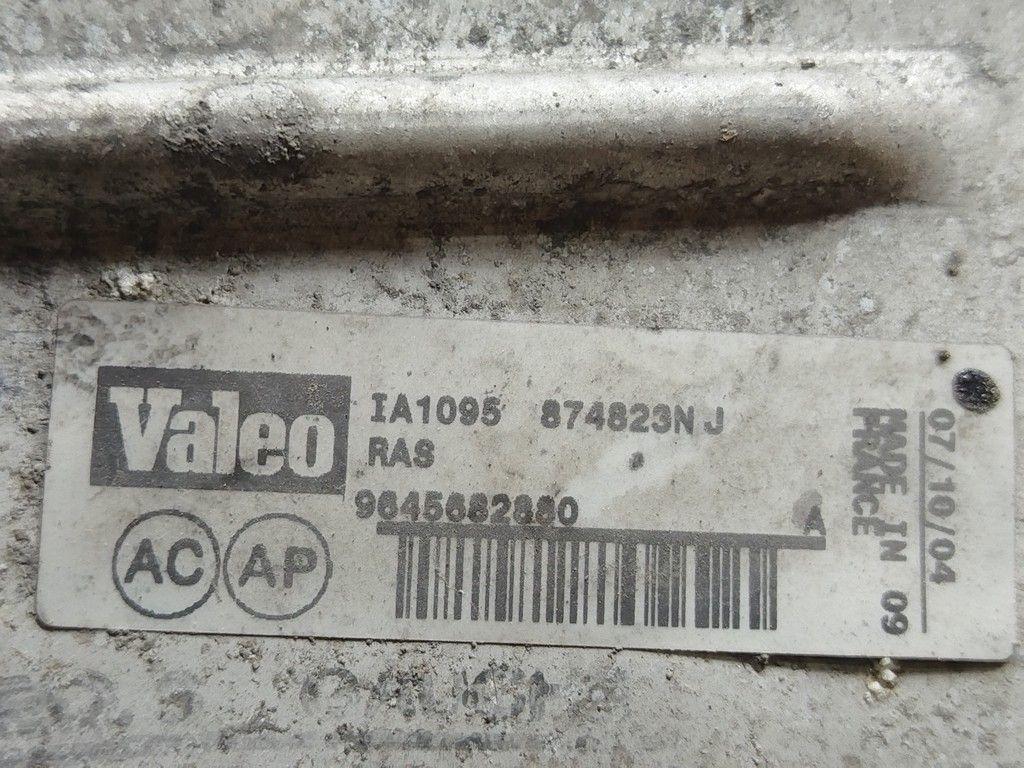 Valeo
IA1095 874823N J
RAS
9645682880
A
AC AP
07/10/04
MADE IN 09
FRANCE